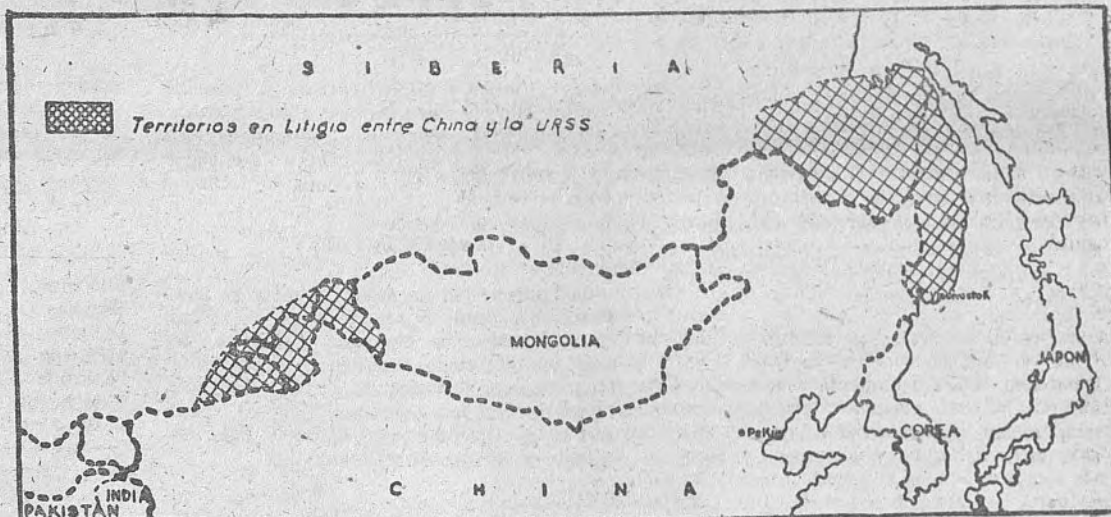 S I B E R I A
Territorios en Litigio entre China y la URSS
MONGOLIA
JAPON
COREA
C H I N A
INDIA
PAKISTAN